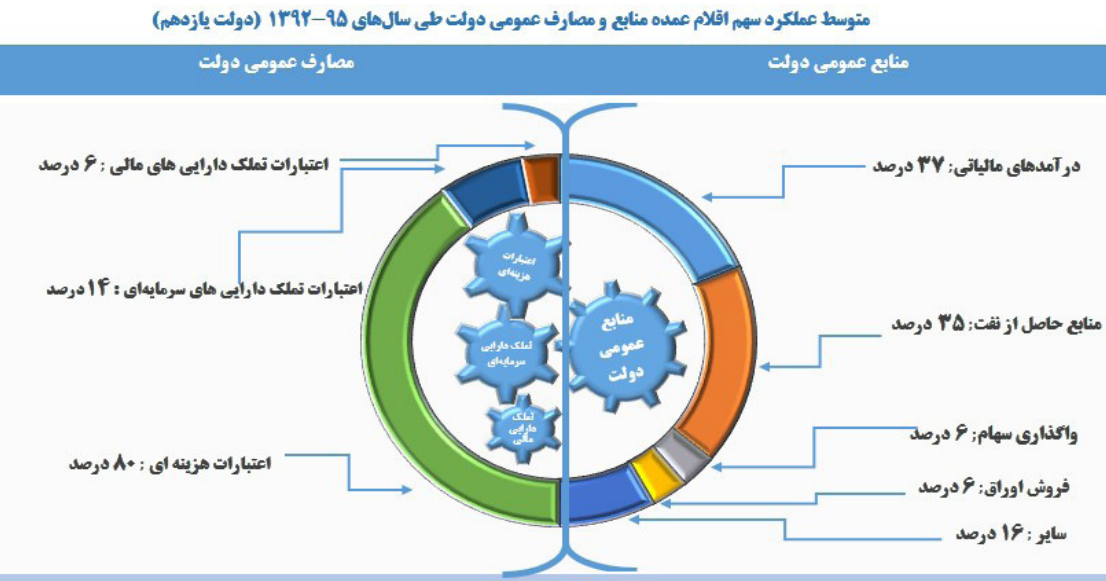 متوسط عملکرد سهم اقلام عمده منابع و مصارف عمومی دولت طی سال‌های ۹۵-۱۳۹۲ (دولت یازدهم)
منابع عمومی دولت
مصارف عمومی دولت
درآمدهای مالیاتی: ۳۷ درصد
منابع حاصل از نفت: ۳۵ درصد
واگذاری سهام: ۶ درصد
فروش اوراق: ۶ درصد
سایر : ۱۶ درصد
اعتبارات تملک دارایی های مالی : ۶ درصد
اعتبارات تملک دارایی های سرمایه‌ای : ۱۴ درصد
اعتبارات هزینه ای : ۸۰ درصد
منابع
عمومی
دولت
اعتبارات
هزینه‌ای
تملک دارایی
سرمایه‌ای
تملک
دارایی
مالی